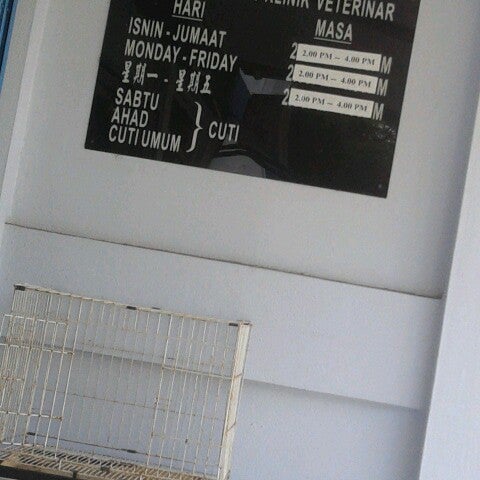 KLINIK VETERINAR
HARI MASA
ISNIN - JUMAAT 2.00 PM -- 4.00 PM
MONDAY - FRIDAY 2.00 PM -- 4.00 PM
星期一 - 星期五 2.00 PM -- 4.00 PM
SABTU
AHAD
CUTI UMUM } CUTI